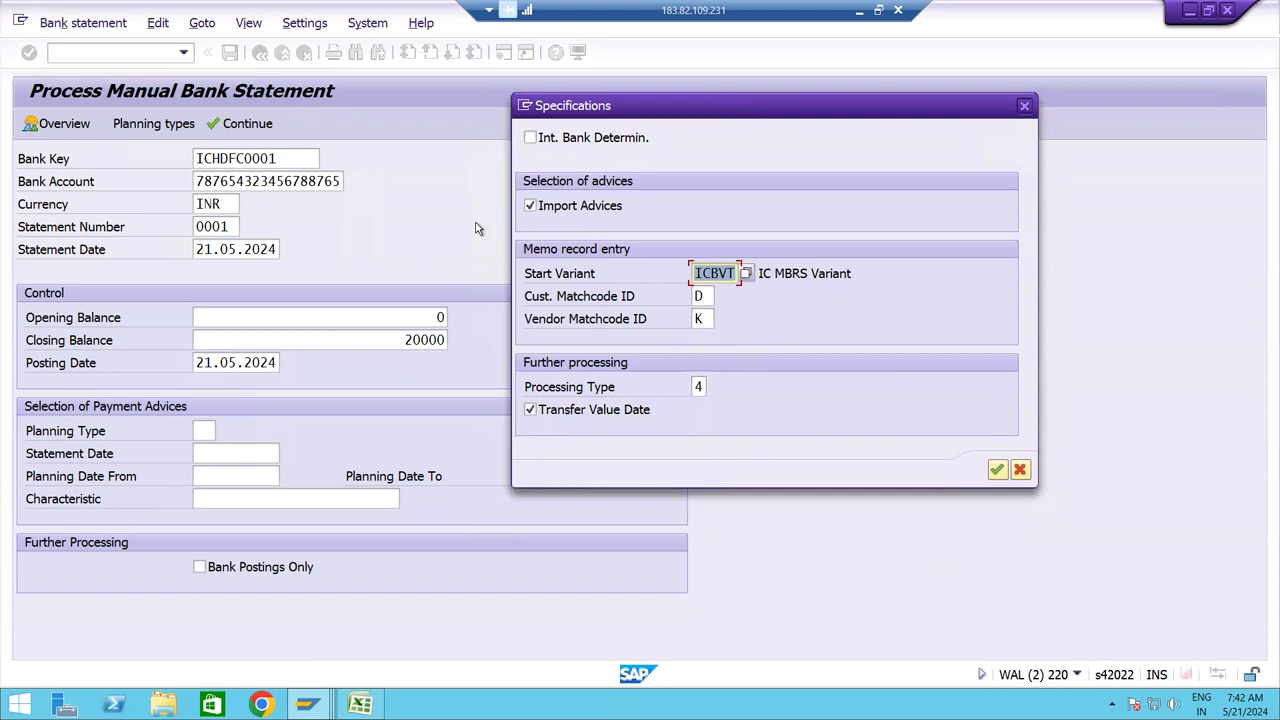 183.82.109.231
Bank statement Edit Goto View Settings System Help
Process Manual Bank Statement
Overview Planning types Continue
Bank Key ICHDFC0001
Bank Account 787654323456788765
Currency INR
Statement Number 0001
Statement Date 21.05.2024
Control
Opening Balance 0
Closing Balance 20000
Posting Date 21.05.2024
Selection of Payment Advices
Planning Type
Statement Date
Planning Date From Planning Date To
Characteristic
Further Processing
Bank Postings Only
Specifications
Int. Bank Determin.
Selection of advices
Import Advices
Memo record entry
Start Variant ICBVT IC MBRS Variant
Cust. Matchcode ID D
Vendor Matchcode ID K
Further processing
Processing Type 4
Transfer Value Date
SAP
WAL (2) 220 s42022 INS
ENG 7:42 AM
IN 5/21/2024